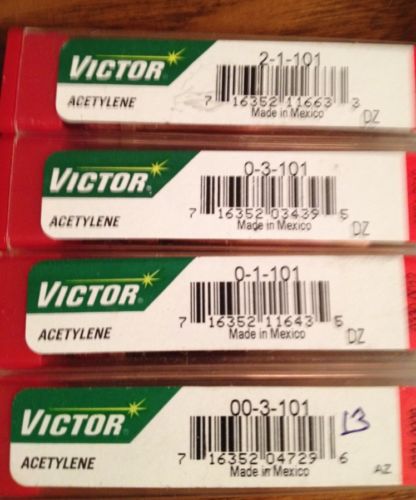 VICTOR
ACETYLENE
2-1-101
7 16352 11663 3
Made in Mexico
DZ
VICTOR
ACETYLENE
0-3-101
7 16352 03439 5
Made in Mexico
DZ
VICTOR
ACETYLENE
0-1-101
7 16352 11643 5
Made in Mexico
DZ
VICTOR
ACETYLENE
00-3-101
13
7 16352 04729 6
Made in Mexico
AZ